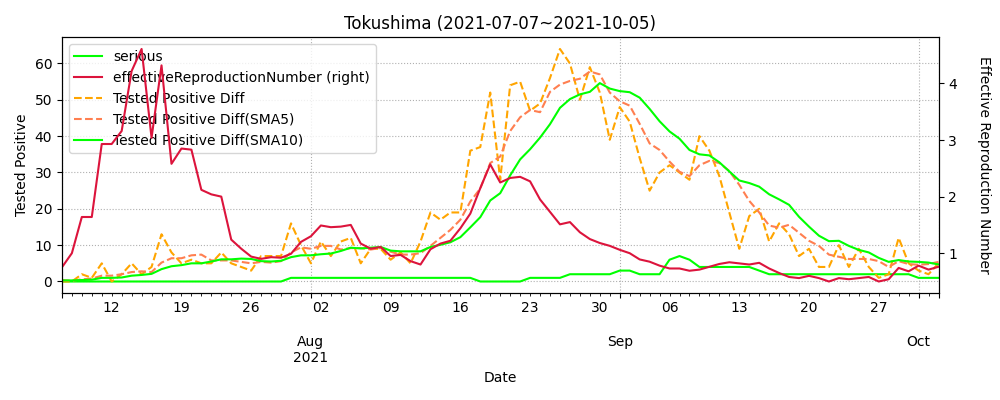 Tokushima (2021-07-07~2021-10-05)
serious
effectiveReproductionNumber (right)
Tested Positive Diff
Tested Positive Diff(SMA5)
Tested Positive Diff(SMA10)
60
50
40
30
20
10
0
Tested Positive
4
3
2
1
Effective Reproduction Number
12 19 26 02 09 16 23 30 06 13 20 27
Aug Sep Oct
2021
Date